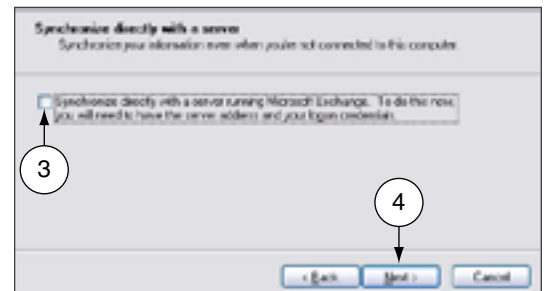 Synchronize directly with a server
Synchronize your information even when you're not connected to this computer.
Synchronize directly with a server running Microsoft Exchange. To do this now,
you will need to have the server address and your logon credentials.
3
4
< Back Next > Cancel